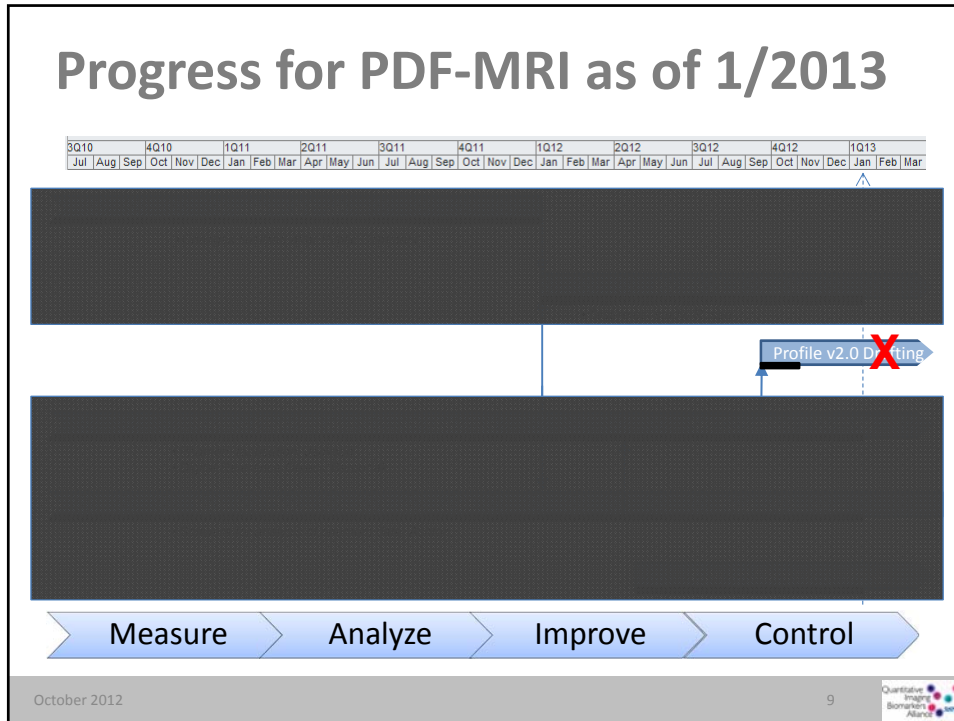 Progress for PDF-MRI as of 1/2013
3Q10 4Q10 1Q11 2Q11 3Q11 4Q11 1Q12 2Q12 3Q12 4Q12 1Q13
Jul Aug Sep Oct Nov Dec Jan Feb Mar Apr May Jun Jul Aug Sep Oct Nov Dec Jan Feb Mar Apr May Jun Jul Aug Sep Oct Nov Dec Jan Feb Mar
Profile v2.0 Drafting
X
Measure Analyze Improve Control
October 2012 9
Quantitative
Imaging
Biomarkers
Alliance